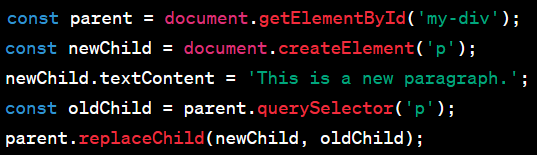 const parent = document.getElementById('my-div');
const newChild = document.createElement('p');
newChild.textContent = 'This is a new paragraph.';
const oldChild = parent.querySelector('p');
parent.replaceChild(newChild, oldChild);